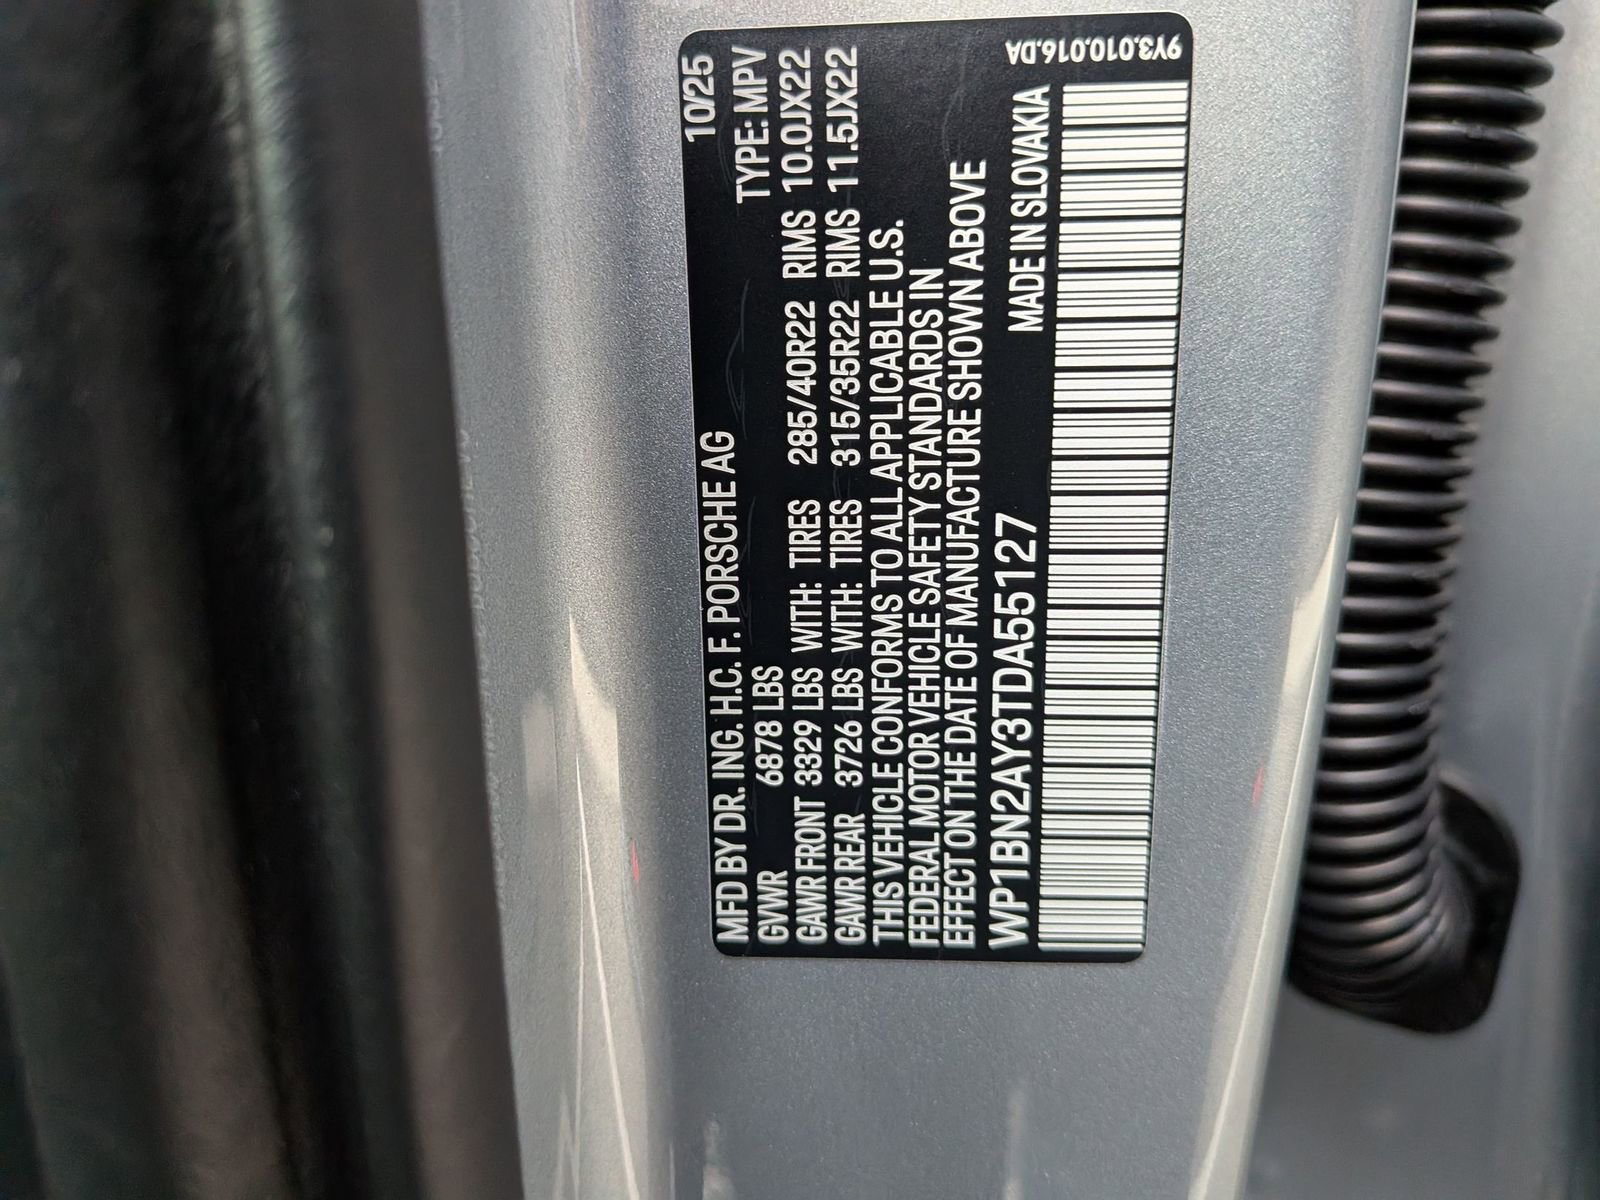 MFD BY DR. ING. H.C. F. PORSCHE AG 10/25
GVWR 6878 LBS TYPE: MPV
GAWR FRONT 3329 LBS WITH: TIRES 285/40R22 RIMS 10.0JX22
GAWR REAR 3726 LBS WITH: TIRES 315/35R22 RIMS 11.5JX22
THIS VEHICLE CONFORMS TO ALL APPLICABLE U.S.
FEDERAL MOTOR VEHICLE SAFETY STANDARDS IN
EFFECT ON THE DATE OF MANUFACTURE SHOWN ABOVE
WP1BN2AY3TDA55127 MADE IN SLOVAKIA
9Y3.010.016.DA